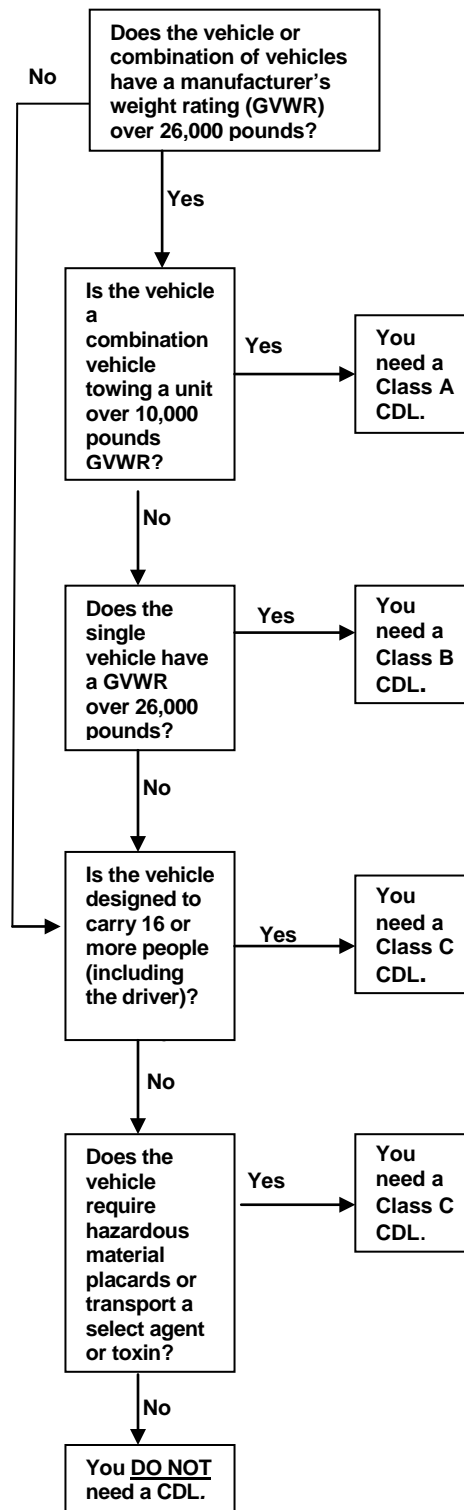 Does the vehicle or
combination of vehicles
have a manufacturer’s
weight rating (GVWR)
over 26,000 pounds?
No
Yes
Is the vehicle
a
combination
vehicle
towing a unit
over 10,000
pounds
GVWR?
Yes
You
need a
Class A
CDL.
No
Does the
single
vehicle have
a GVWR
over 26,000
pounds?
Yes
You
need a
Class B
CDL.
No
Is the vehicle
designed to
carry 16 or
more people
(including
the driver)?
Yes
You
need a
Class C
CDL.
No
Does the
vehicle
require
hazardous
material
placards or
transport a
select agent
or toxin?
Yes
You
need a
Class C
CDL.
No
You DO NOT
need a CDL.